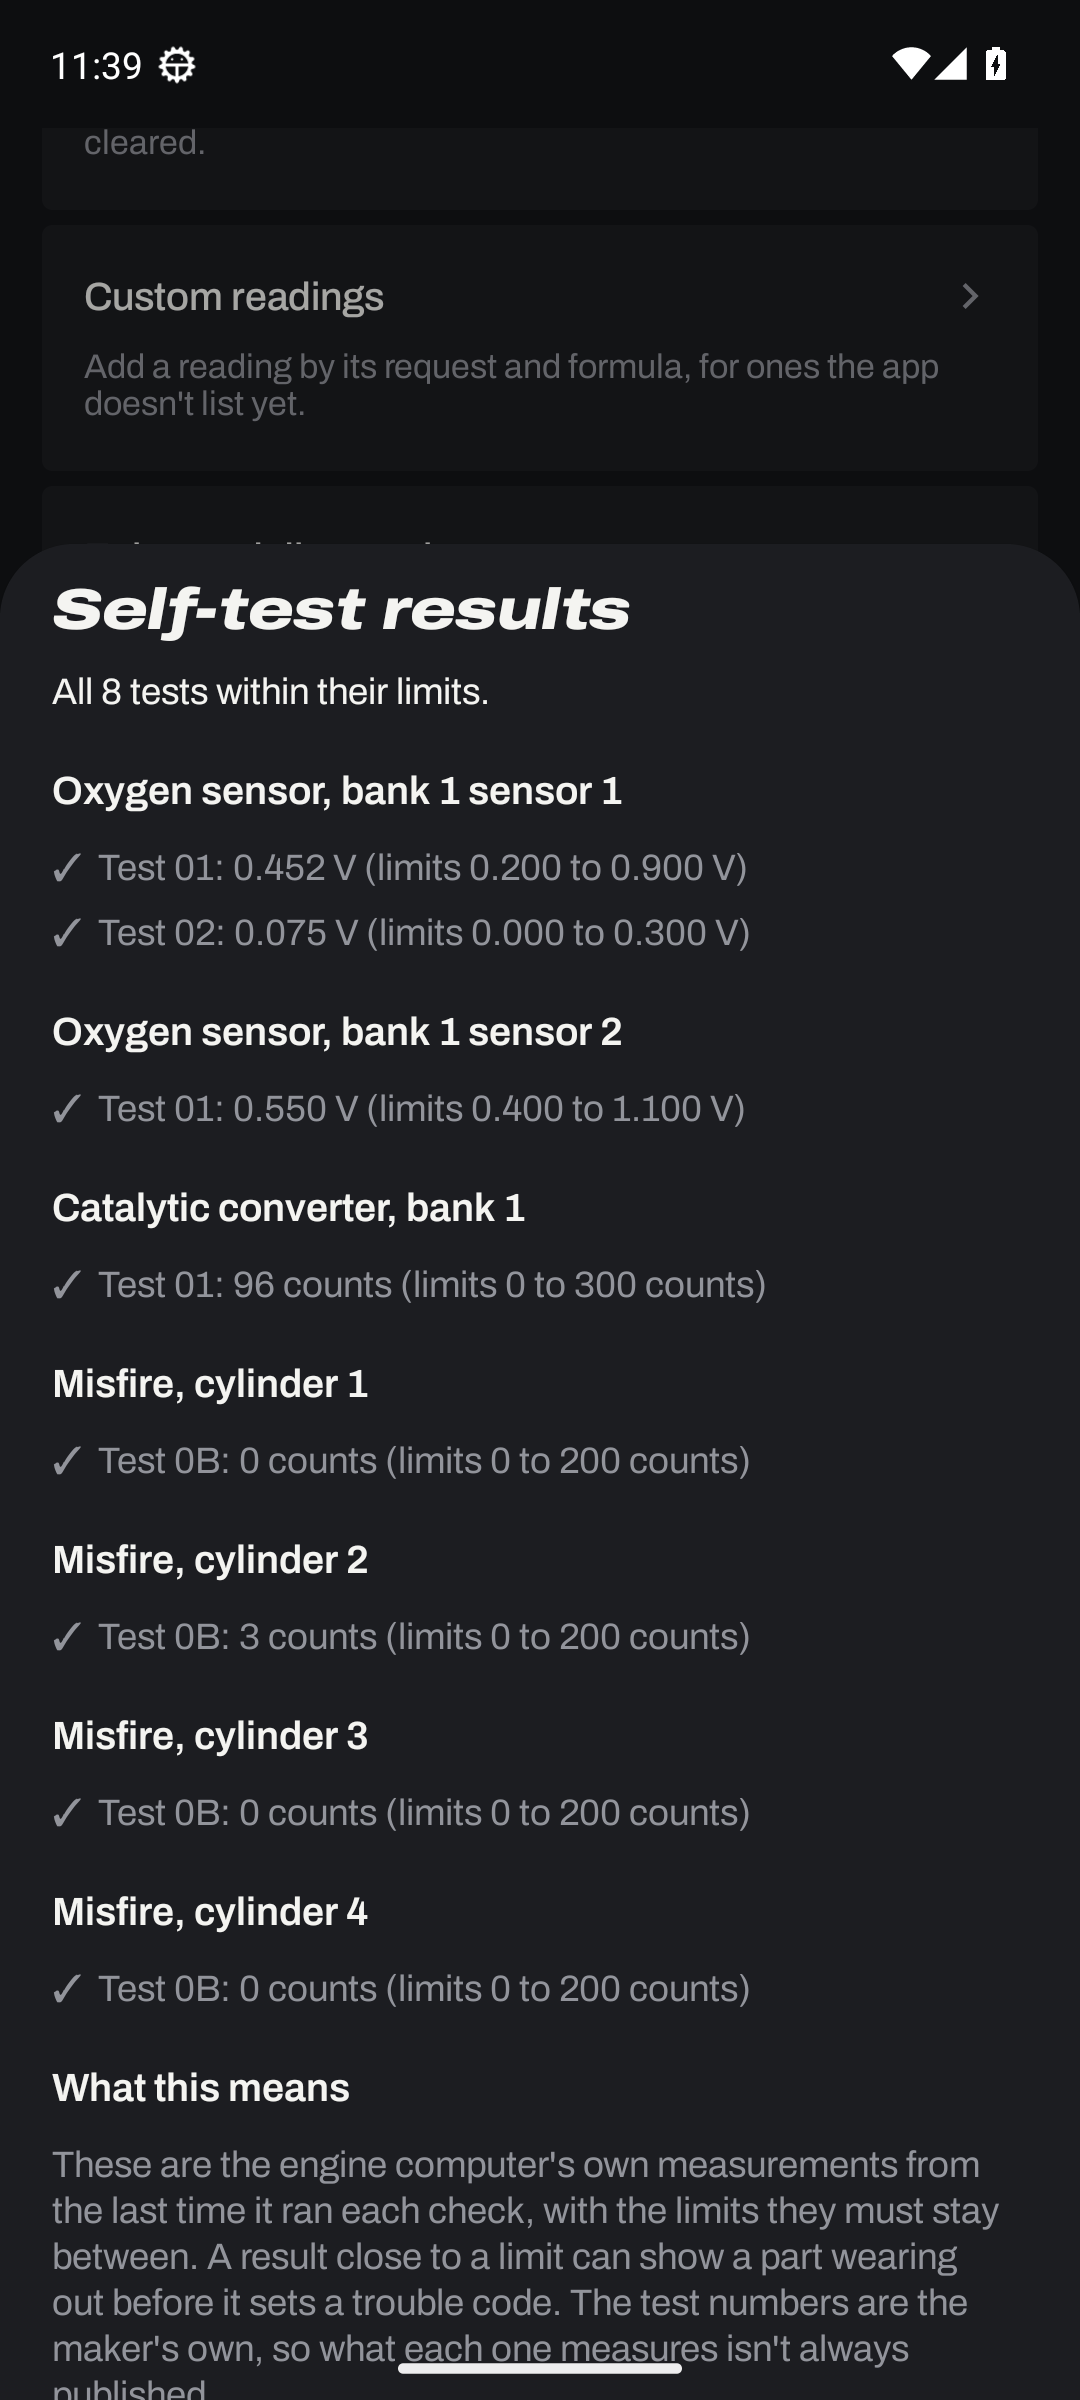 11:39
cleared.
Custom readings
Add a reading by its request and formula, for ones the app
doesn't list yet.
Self-test results
All 8 tests within their limits.
Oxygen sensor, bank 1 sensor 1
✓ Test 01: 0.452 V (limits 0.200 to 0.900 V)
✓ Test 02: 0.075 V (limits 0.000 to 0.300 V)
Oxygen sensor, bank 1 sensor 2
✓ Test 01: 0.550 V (limits 0.400 to 1.100 V)
Catalytic converter, bank 1
✓ Test 01: 96 counts (limits 0 to 300 counts)
Misfire, cylinder 1
✓ Test 0B: 0 counts (limits 0 to 200 counts)
Misfire, cylinder 2
✓ Test 0B: 3 counts (limits 0 to 200 counts)
Misfire, cylinder 3
✓ Test 0B: 0 counts (limits 0 to 200 counts)
Misfire, cylinder 4
✓ Test 0B: 0 counts (limits 0 to 200 counts)
What this means
These are the engine computer's own measurements from
the last time it ran each check, with the limits they must stay
between. A result close to a limit can show a part wearing
out before it sets a trouble code. The test numbers are the
maker's own, so what each one measures isn't always
published.